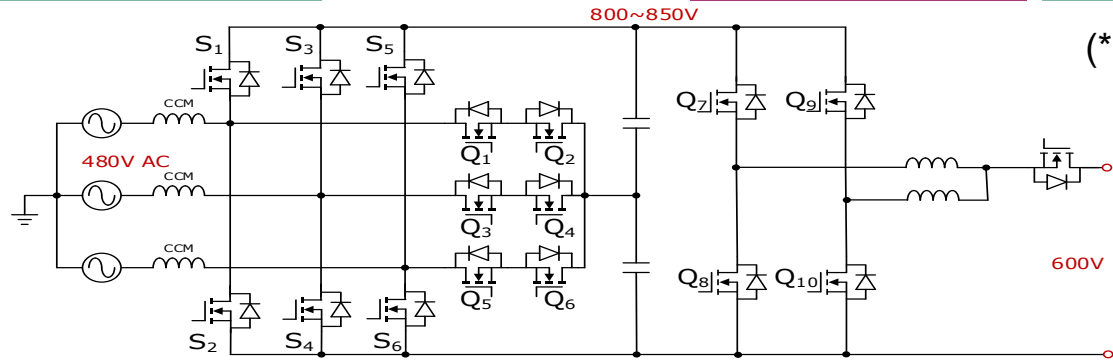 800~850V
(*
S1
S3
S5
CCM
Q1
Q2
Q7
Q9
480V AC
CCM
Q3
Q4
CCM
Q5
Q6
Q8
Q10
600V
S2
S4
S6